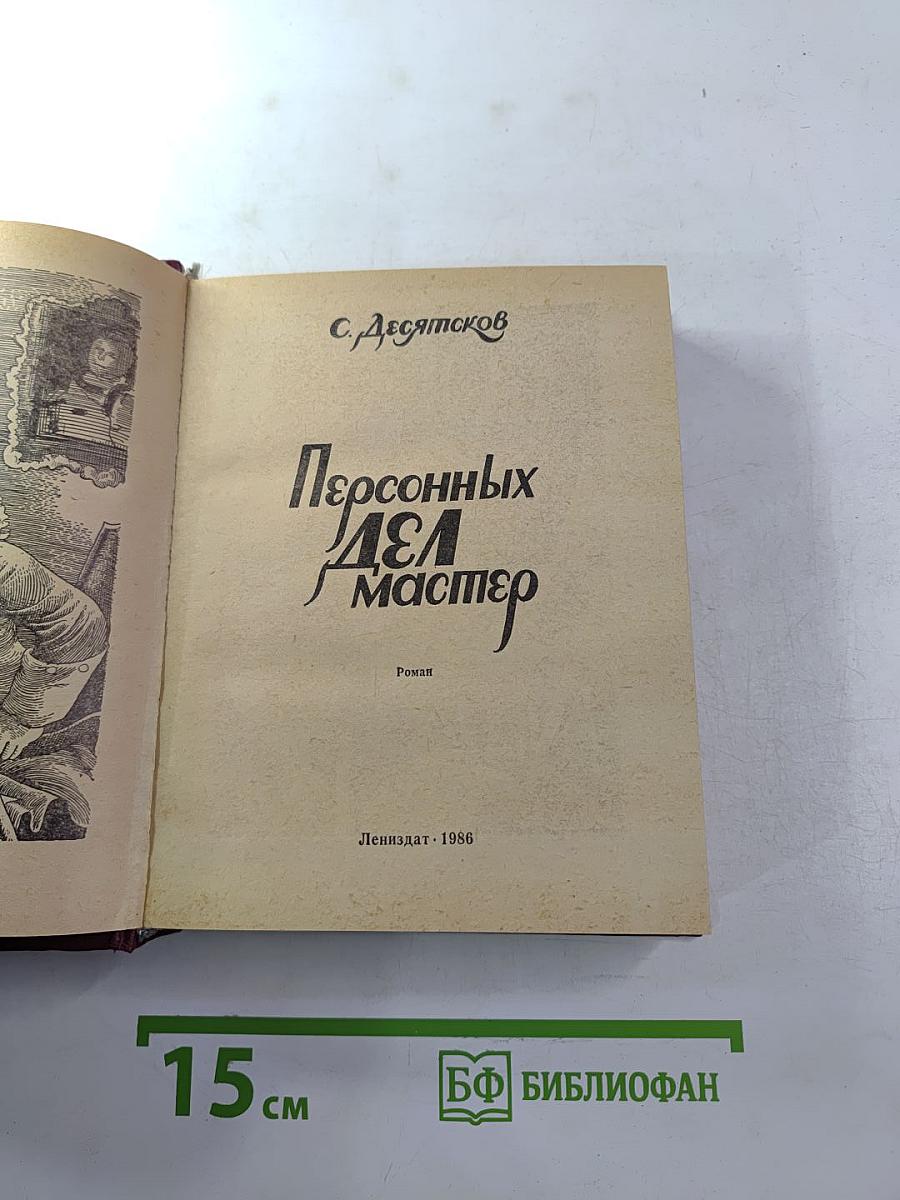 С. Десятсков
Персонных
дел
мастер
Роман
Лениздат · 1986
15 см
БФ БИБЛИОФАН